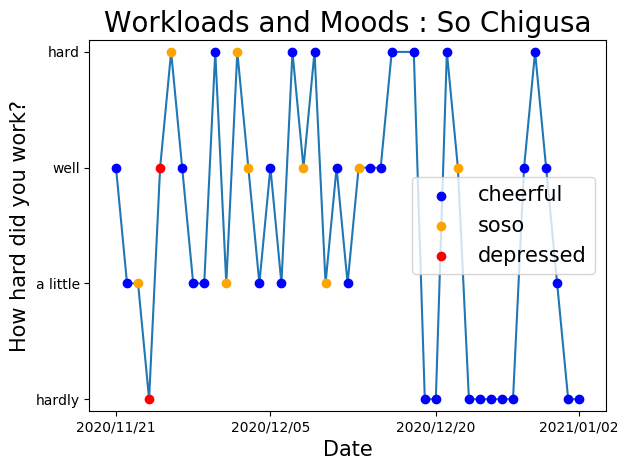 Workloads and Moods : So Chigusa
How hard did you work?
hard
well
a little
hardly
cheerful
soso
depressed
2020/11/21
2020/12/05
2020/12/20
2021/01/02
Date